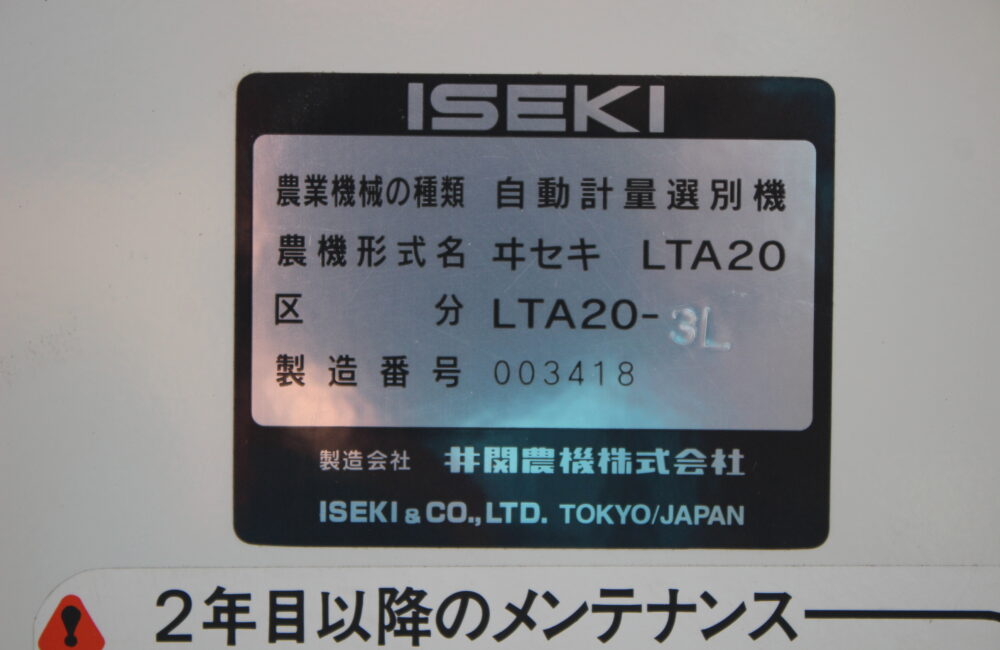 ISEKI
農業機械の種類 自動計量選別機
農機形式名 ヰセキ LTA20
区分 LTA20-3L
製造番号 003418
製造会社 井関農機株式会社
ISEKI & CO., LTD. TOKYO/JAPAN
2年目以降のメンテナンス